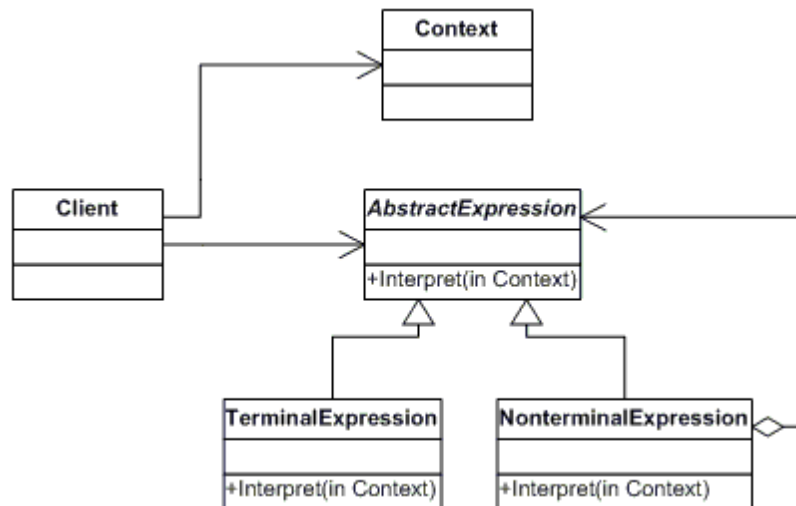 Context
Client
AbstractExpression
+Interpret(in Context)
TerminalExpression
+Interpret(in Context)
NonterminalExpression
+Interpret(in Context)